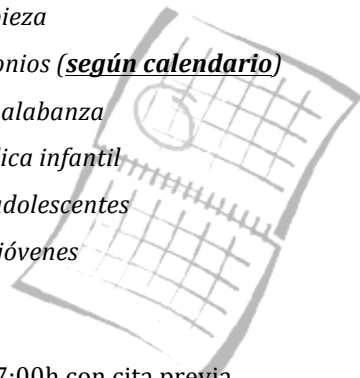 ieza
onios (según calendario)
alabanza
ica infantil
adolescentes
jóvenes
7:00h con cita previa